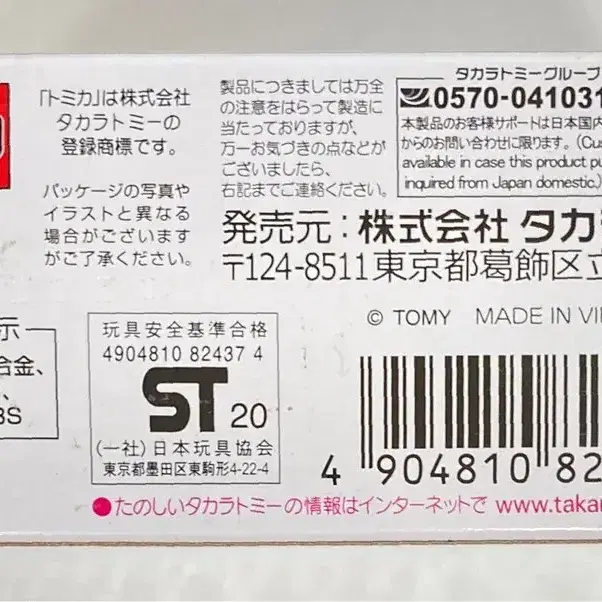 「トミカ」は株式会社
タカラトミーの
登録商標です。
パッケージの写真や
イラストと異なる
場合がございます
がご了承ください。
製品につきましては万全
の注意をはらって製造に
当たっておりますが、
万一お気づきの点などが
ございましたら、
右記までご連絡ください。
タカラトミーグループ
0570-041031
本製品のお客様サポートは日本国内
からのお問い合わせに限ります。(Cus
available in case this product pu
inquired from Japan domestic.)
発売元:株式会社 タカ
〒124-8511東京都葛飾区立
© TOMY MADE IN VI
示
合金、
、
BS
玩具安全基準合格
4904810 82437 4
ST 20
(一社)日本玩具協会
東京都墨田区東駒形4-22-4
4 904810 82
●たのしいタカラトミーの情報はインターネットで www.taka